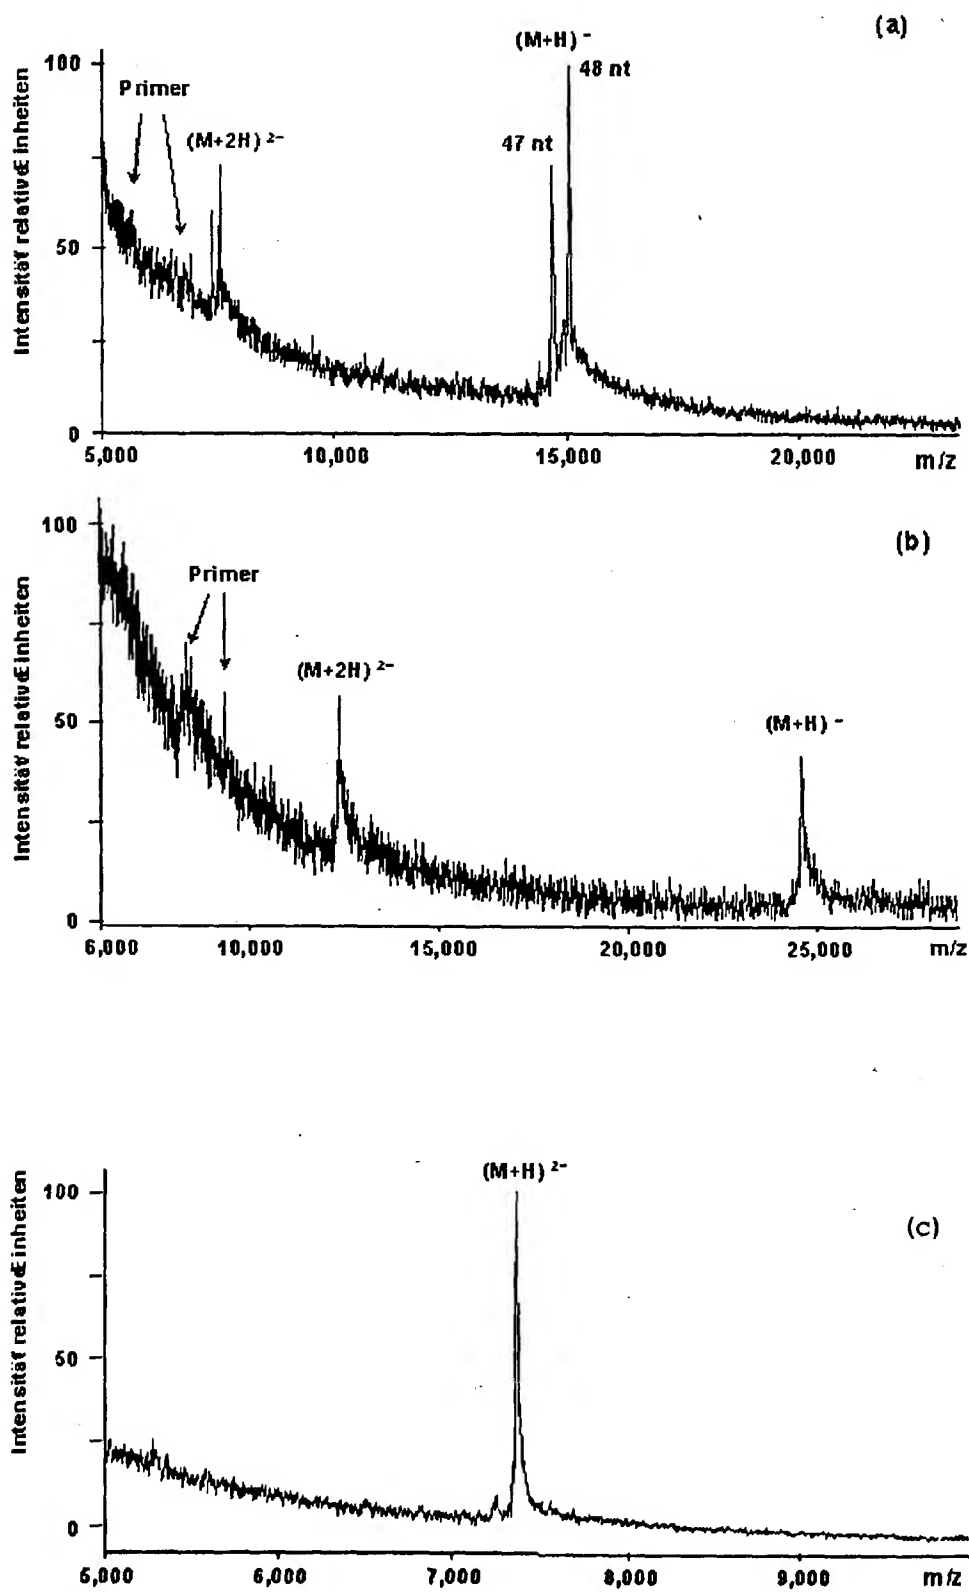 (a)
(M+H) ⁻
100
48 nt
Primer
(M+2H) ²⁻
47 nt
50
0
5,000 10,000 15,000 20,000 m/z
100
(b)
Primer
(M+2H) ²⁻
50
(M+H) ⁻
0
6,000 10,000 15,000 20,000 25,000 m/z
(M+H) ²⁻
100
(c)
50
0
6,000 7,000 8,000 9,000 m/z